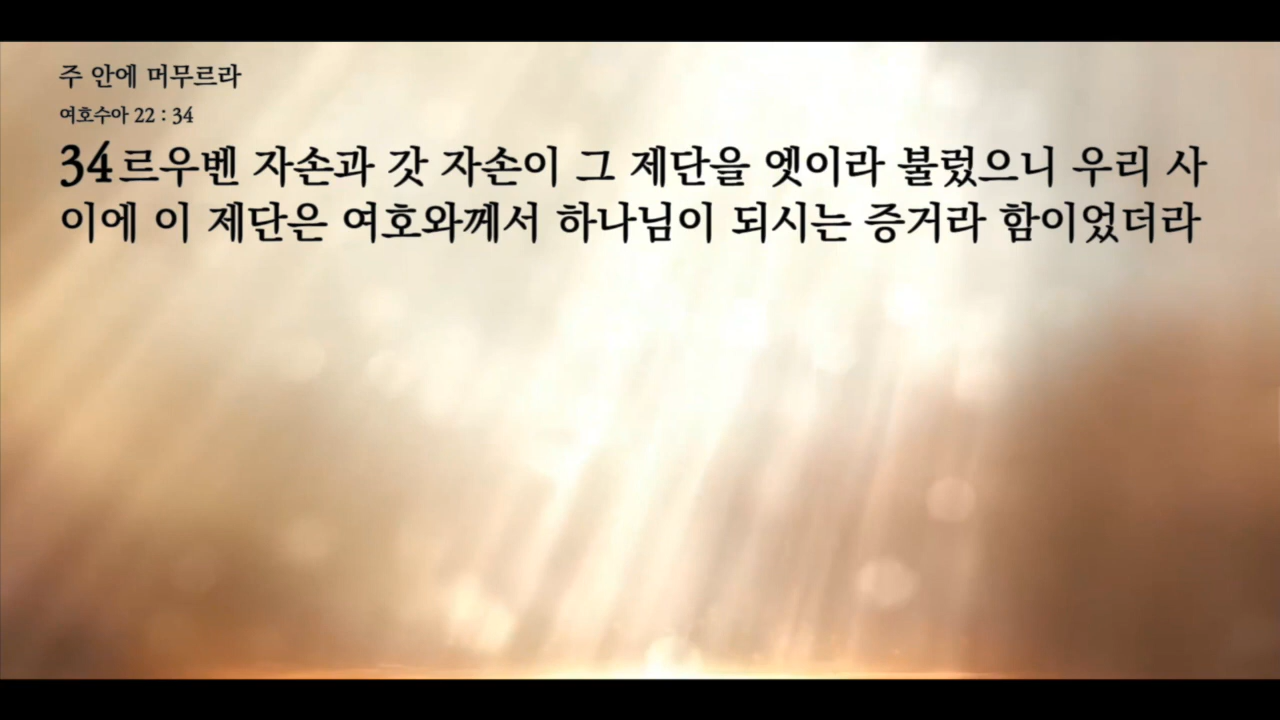 주 안에 머무르라
여호수아 22 : 34
34 르우벤 자손과 갓 자손이 그 제단을 엣이라 불렀으니 우리 사
이에 이 제단은 여호와께서 하나님이 되시는 증거라 함이었더라